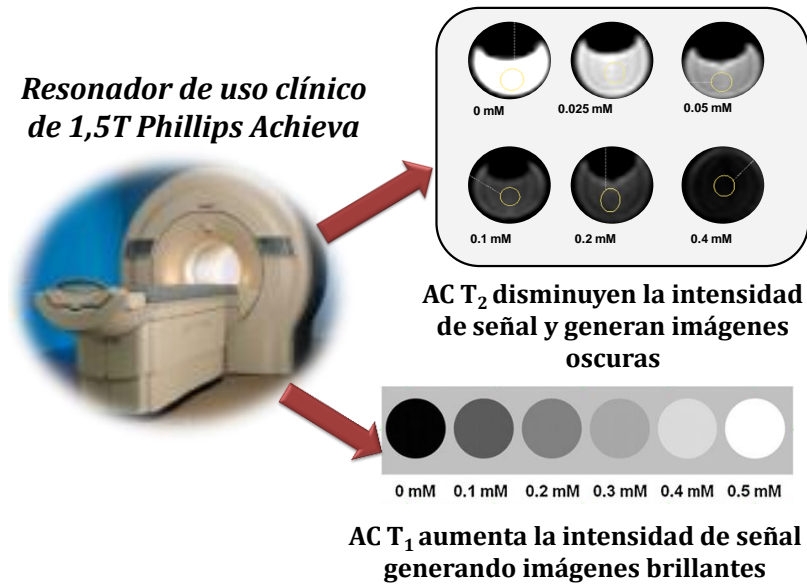 Resonador de uso clínico
de 1,5T Phillips Achieva
0 mM
0.025 mM
0.05 mM
0.1 mM
0.2 mM
0.4 mM
AC T₂ disminuyen la intensidad
de señal y generan imágenes
oscuras
0 mM 0.1 mM 0.2 mM 0.3 mM 0.4 mM 0.5 mM
AC T₁ aumenta la intensidad de señal
generando imágenes brillantes